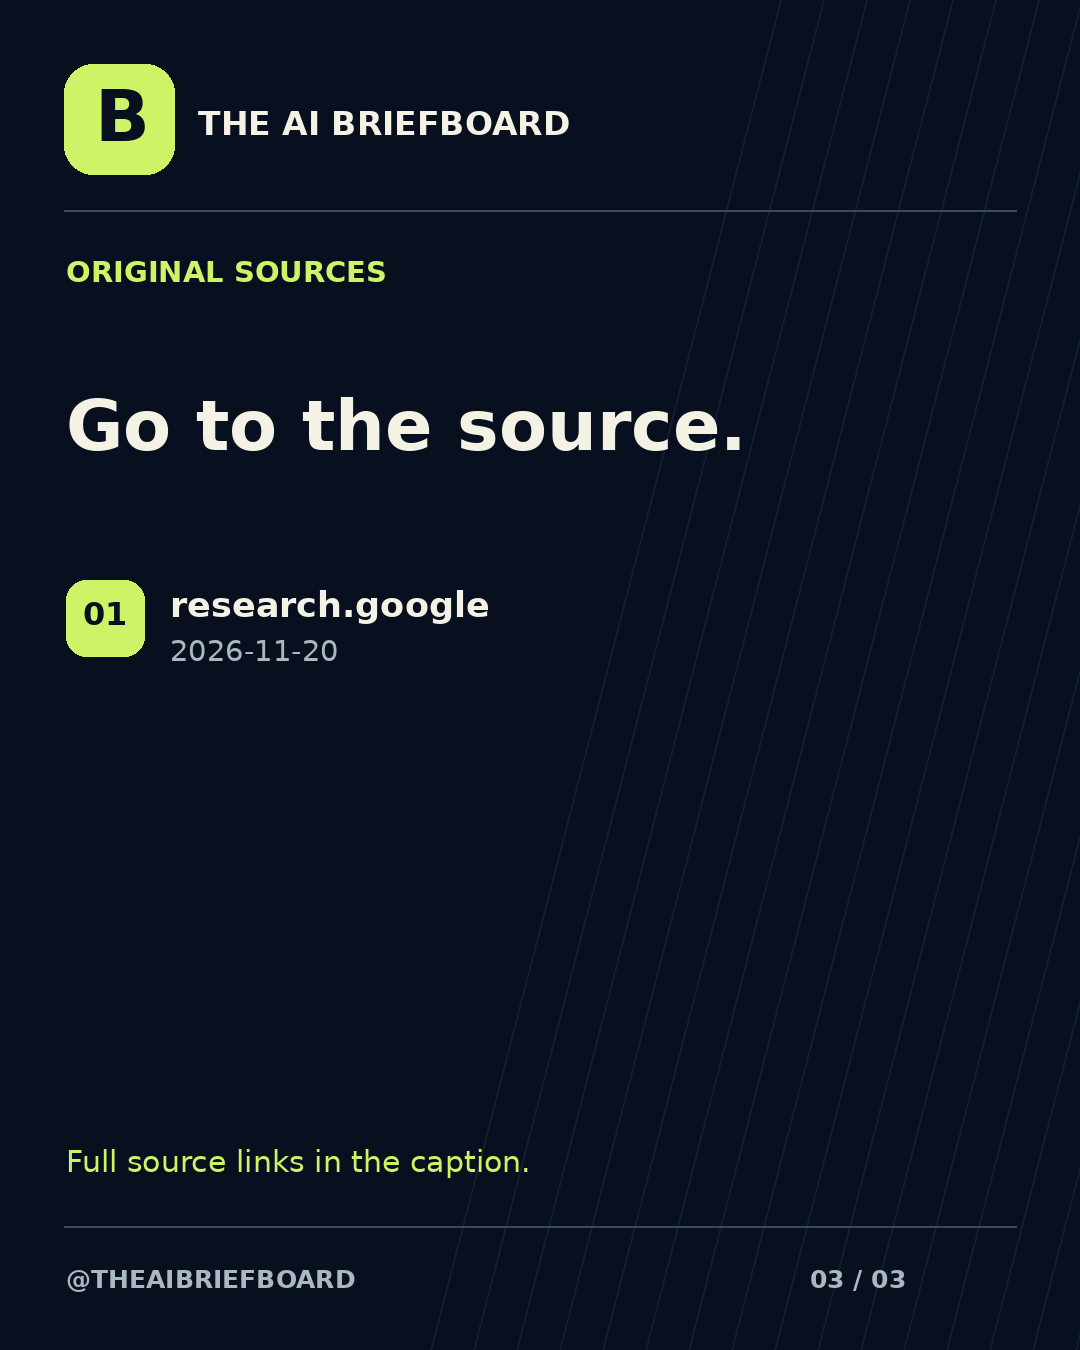 B
THE AI BRIEFBOARD
ORIGINAL SOURCES
Go to the source.
01
research.google
2026-11-20
Full source links in the caption.
@THEAIBRIEFBOARD
03 / 03